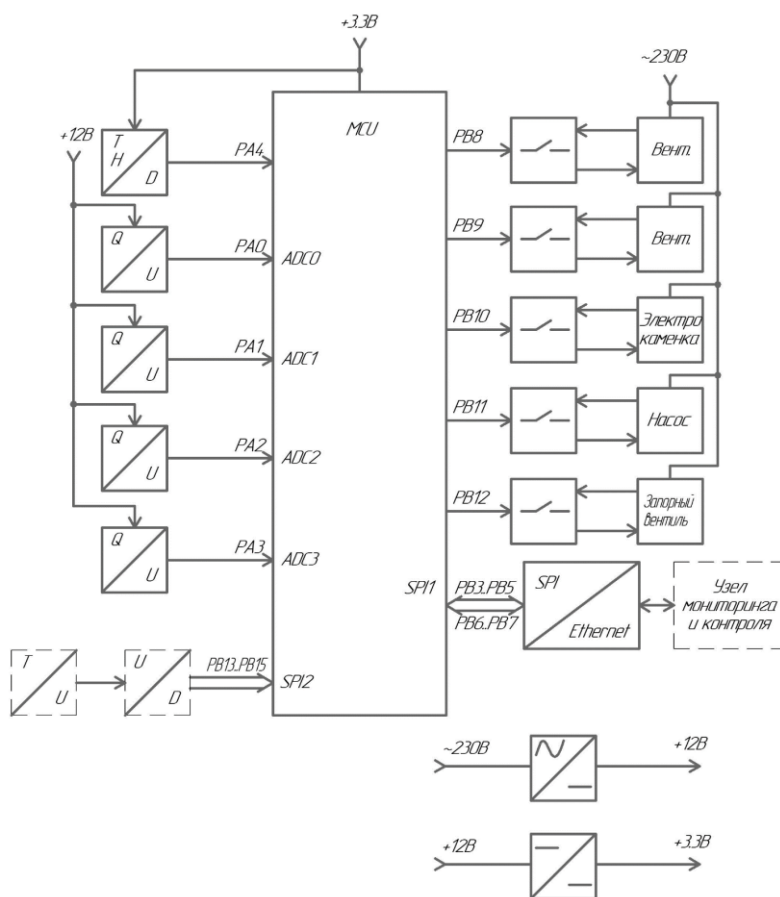 +3.3В
~230В
+12В
MCU
T
H
D
PA4
Q
U
PA0
ADC0
Q
U
PA1
ADC1
Q
U
PA2
ADC2
Q
U
PA3
ADC3
T
U
U
D
PB13..PB15
SPI2
PB8
Вент.
PB9
Вент.
PB10
Электро
каменка
PB11
Насос
PB12
Запорный
вентиль
SPI1
PB3..PB5
PB6..PB7
SPI
Ethernet
Узел
мониторинга
и контроля
~230В
+12В
+12В
+3.3В